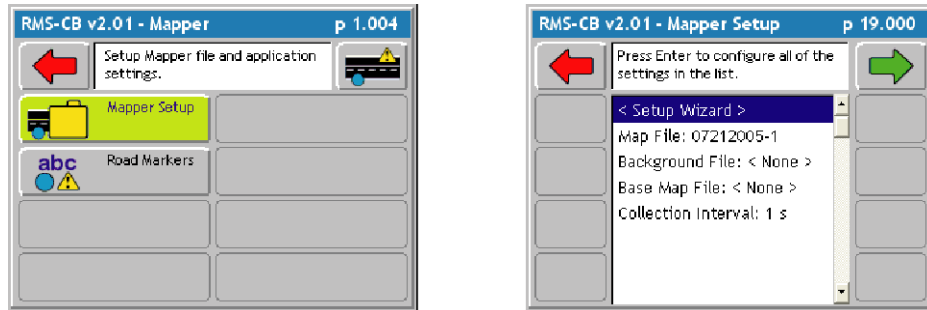 RMS-CB v2.01 - Mapper p 1.004
Setup Mapper file and application
settings.
Mapper Setup
abc Road Markers
RMS-CB v2.01 - Mapper Setup p 19.000
Press Enter to configure all of the
settings in the list.
< Setup Wizard >
Map File: 07212005-1
Background File: < None >
Base Map File: < None >
Collection Interval: 1 s